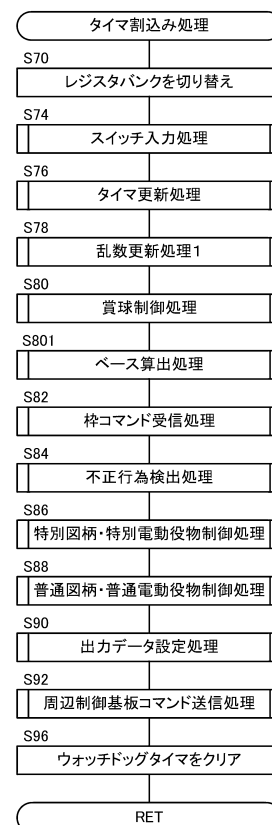 タイマ割込み処理
S70
レジスタバンクを切り替え
S74
スイッチ入力処理
S76
タイマ更新処理
S78
乱数更新処理1
S80
賞球制御処理
S801
ベース算出処理
S82
枠コマンド受信処理
S84
不正行為検出処理
S86
特別図柄・特別電動役物制御処理
S88
普通図柄・普通電動役物制御処理
S90
出力データ設定処理
S92
周辺制御基板コマンド送信処理
S96
ウォッチドッグタイマをクリア
RET